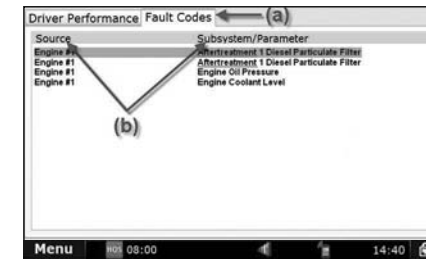 Driver Performance Fault Codes (a)
Source Subsystem/Parameter
Engine #1 Aftertreatment 1 Diesel Particulate Filter
Engine #1 Aftertreatment 1 Diesel Particulate Filter
Engine #1 Engine Oil Pressure
Engine #1 Engine Coolant Level
(b)
Menu HOS 08:00 14:40